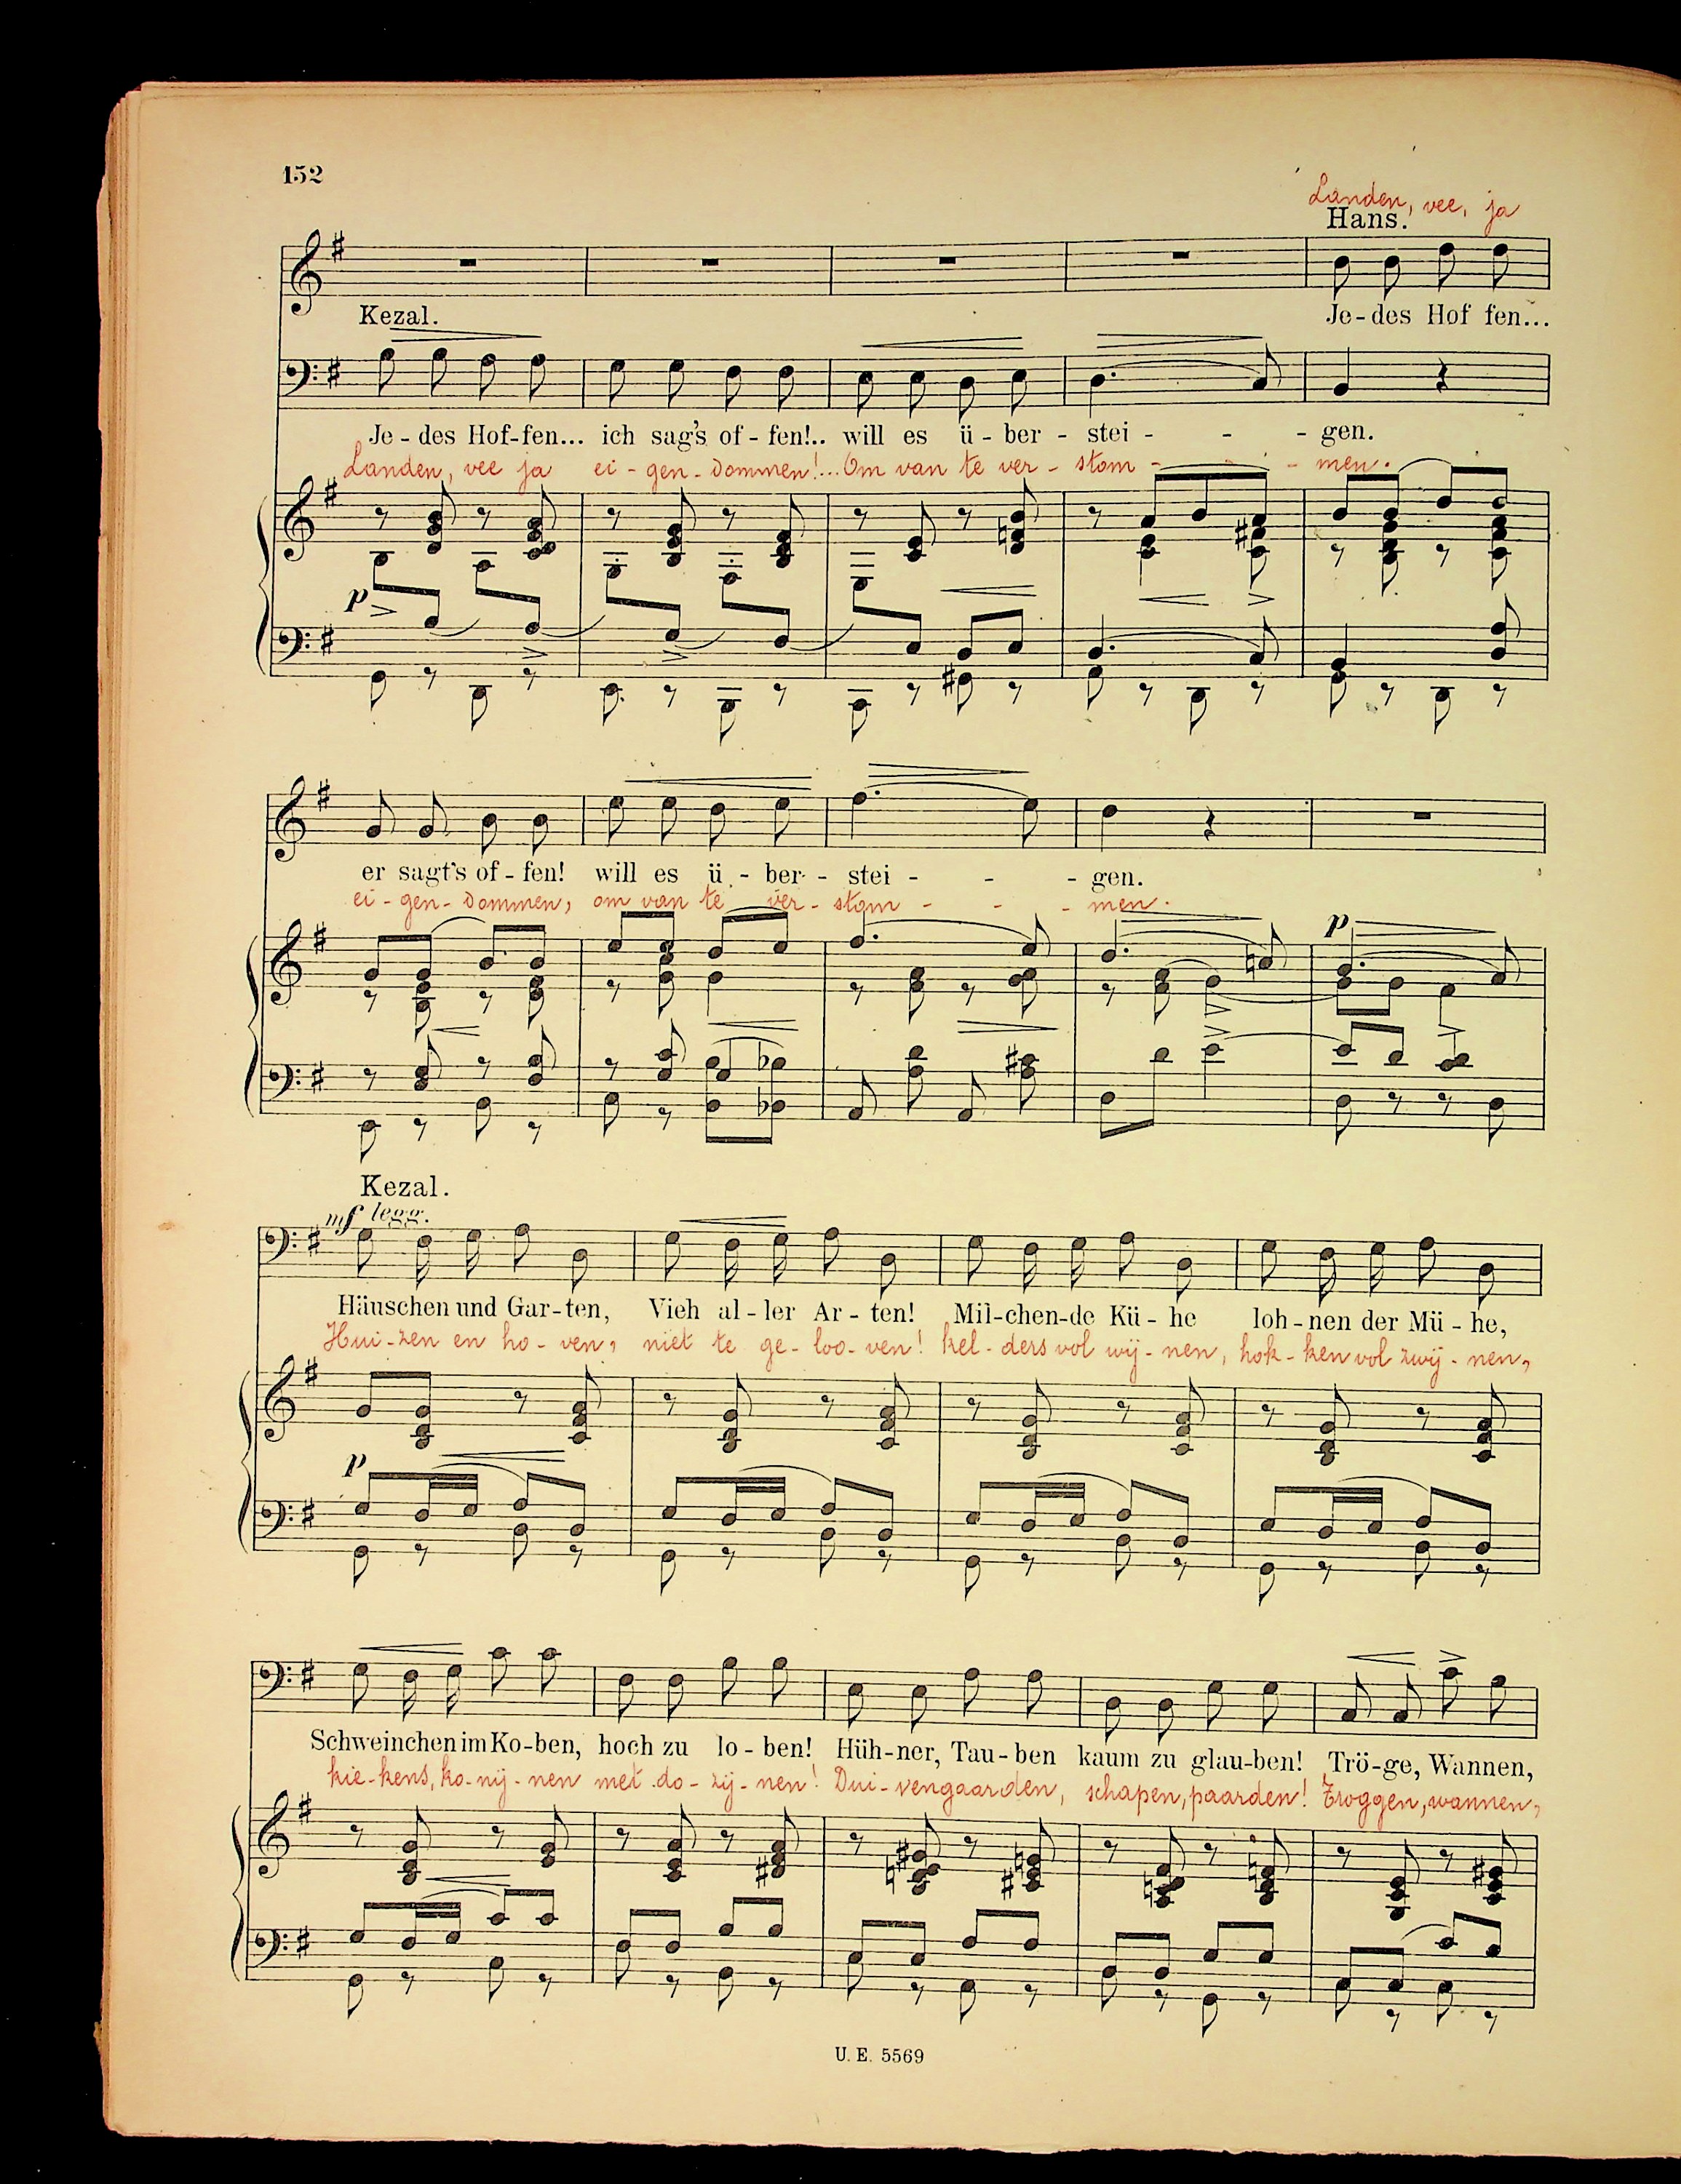 152
Landen, vee, ja
Hans.
Kezal.
Je-des Hof fen...
Je-des Hof-fen... ich sag's of-fen!.. will es ü-ber-stei - - - gen.
Landen, vee ja ei-gen-dommen!... Om van te ver-stom - - - men.
p
er sagt's of-fen! will es ü-ber-stei - - - gen.
ei-gen-dommen, om van te ver-stom - - - men.
p
Kezal.
mf legg.
Häuschen und Gar-ten, Vieh al-ler Ar-ten! Mil-chen-de Kü-he loh-nen der Mü-he,
Hui-zen en ho-ven, niet te ge-loo-ven! kel-ders vol wij-nen, hok-ken vol zwij-nen,
p
Schweinchen im Ko-ben, hoch zu lo-ben! Hüh-ner, Tau-ben kaum zu glau-ben! Trö-ge, Wannen,
kie-kens, ko-nij-nen met do-zij-nen! Dui-vengaarden, schapen, paarden! Troggen, wannen,
U. E. 5569